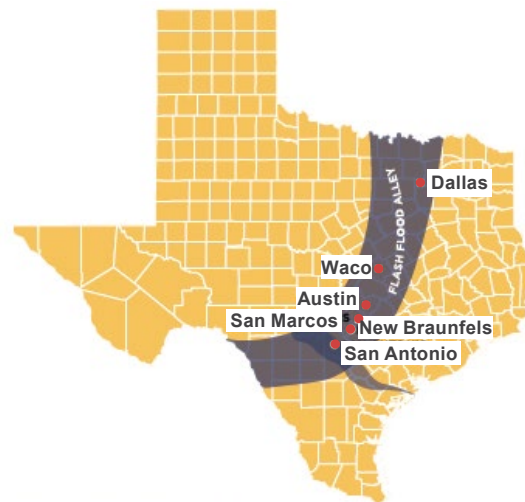 FLASH FLOOD ALLEY
Dallas
Waco
Austin
San Marcos
New Braunfels
San Antonio